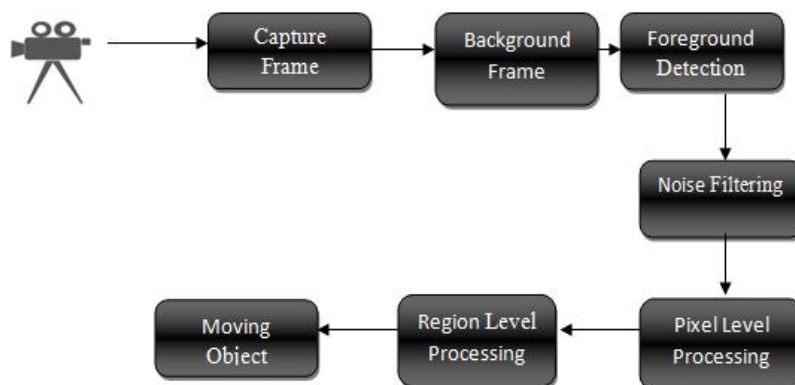 Capture
Frame
Background
Frame
Foreground
Detection
Noise Filtering
Pixel Level
Processing
Region Level
Processing
Moving
Object